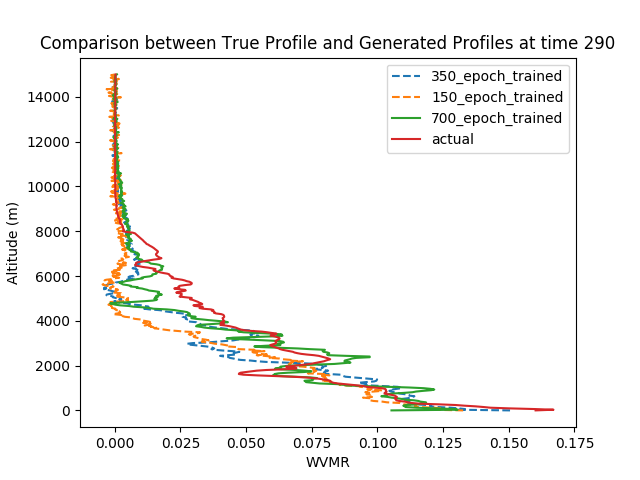 Comparison between True Profile and Generated Profiles at time 290
350_epoch_trained
150_epoch_trained
700_epoch_trained
actual
14000
12000
10000
8000
6000
4000
2000
0
Altitude (m)
0.000 0.025 0.050 0.075 0.100 0.125 0.150 0.175
WVMR